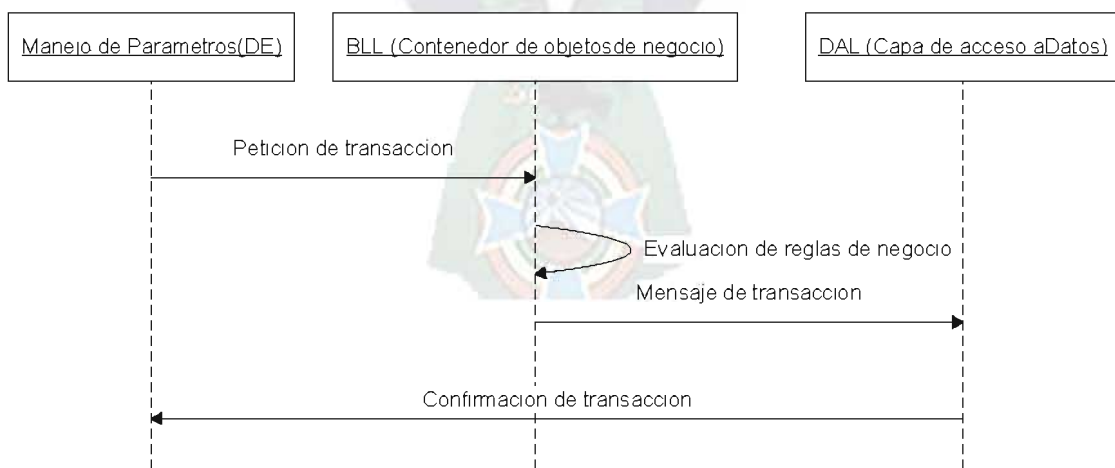 Manejo de Parametros(DE)
BLL (Contenedor de objetosde negocio)
DAL (Capa de acceso aDatos)
Peticion de transaccion
Evaluacion de reglas de negocio
Mensaje de transaccion
Confirmacion de transaccion